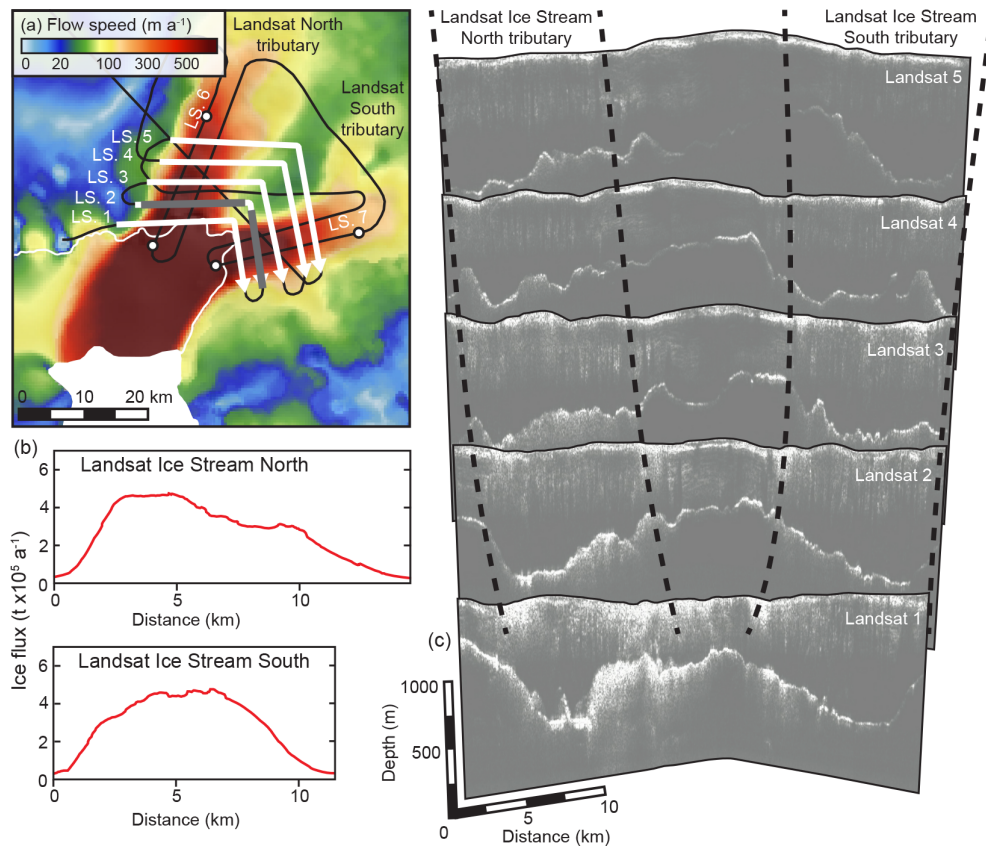 (a) Flow speed (m a⁻¹)
0 20 100 300 500
Landsat North
tributary
Landsat
South
tributary
LS. 6
LS. 5
LS. 4
LS. 3
LS. 2
LS. 1
LS. 7
0 10 20 km
(b)
Landsat Ice Stream North
6
4
2
0
0 5 10
Distance (km)
Ice flux (t x10⁵ a⁻¹)
Landsat Ice Stream South
6
4
2
0
0 5 10
Distance (km)
Landsat Ice Stream
North tributary
Landsat Ice Stream
South tributary
Landsat 5
Landsat 4
Landsat 3
Landsat 2
Landsat 1
(c)
1000
500
Depth (m)
0 5 10
Distance (km)